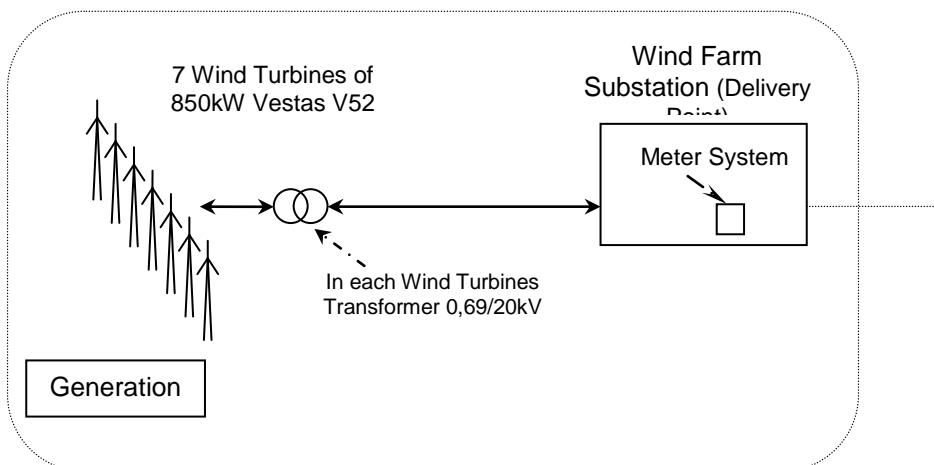 7 Wind Turbines of
850kW Vestas V52
Wind Farm
Substation (Delivery
Point)
Meter System
In each Wind Turbines
Transformer 0,69/20kV
Generation